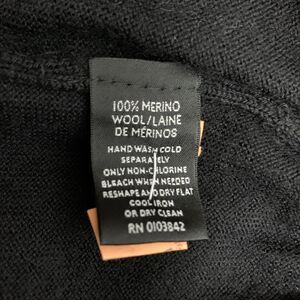 100% MERINO
WOOL/LAINE
DE MÉRINOS
HAND WASH COLD
SEPARATELY
ONLY NON-CHLORINE
BLEACH WHEN NEEDED
RESHAPE AND DRY FLAT
COOL IRON
OR DRY CLEAN
RN 0103842